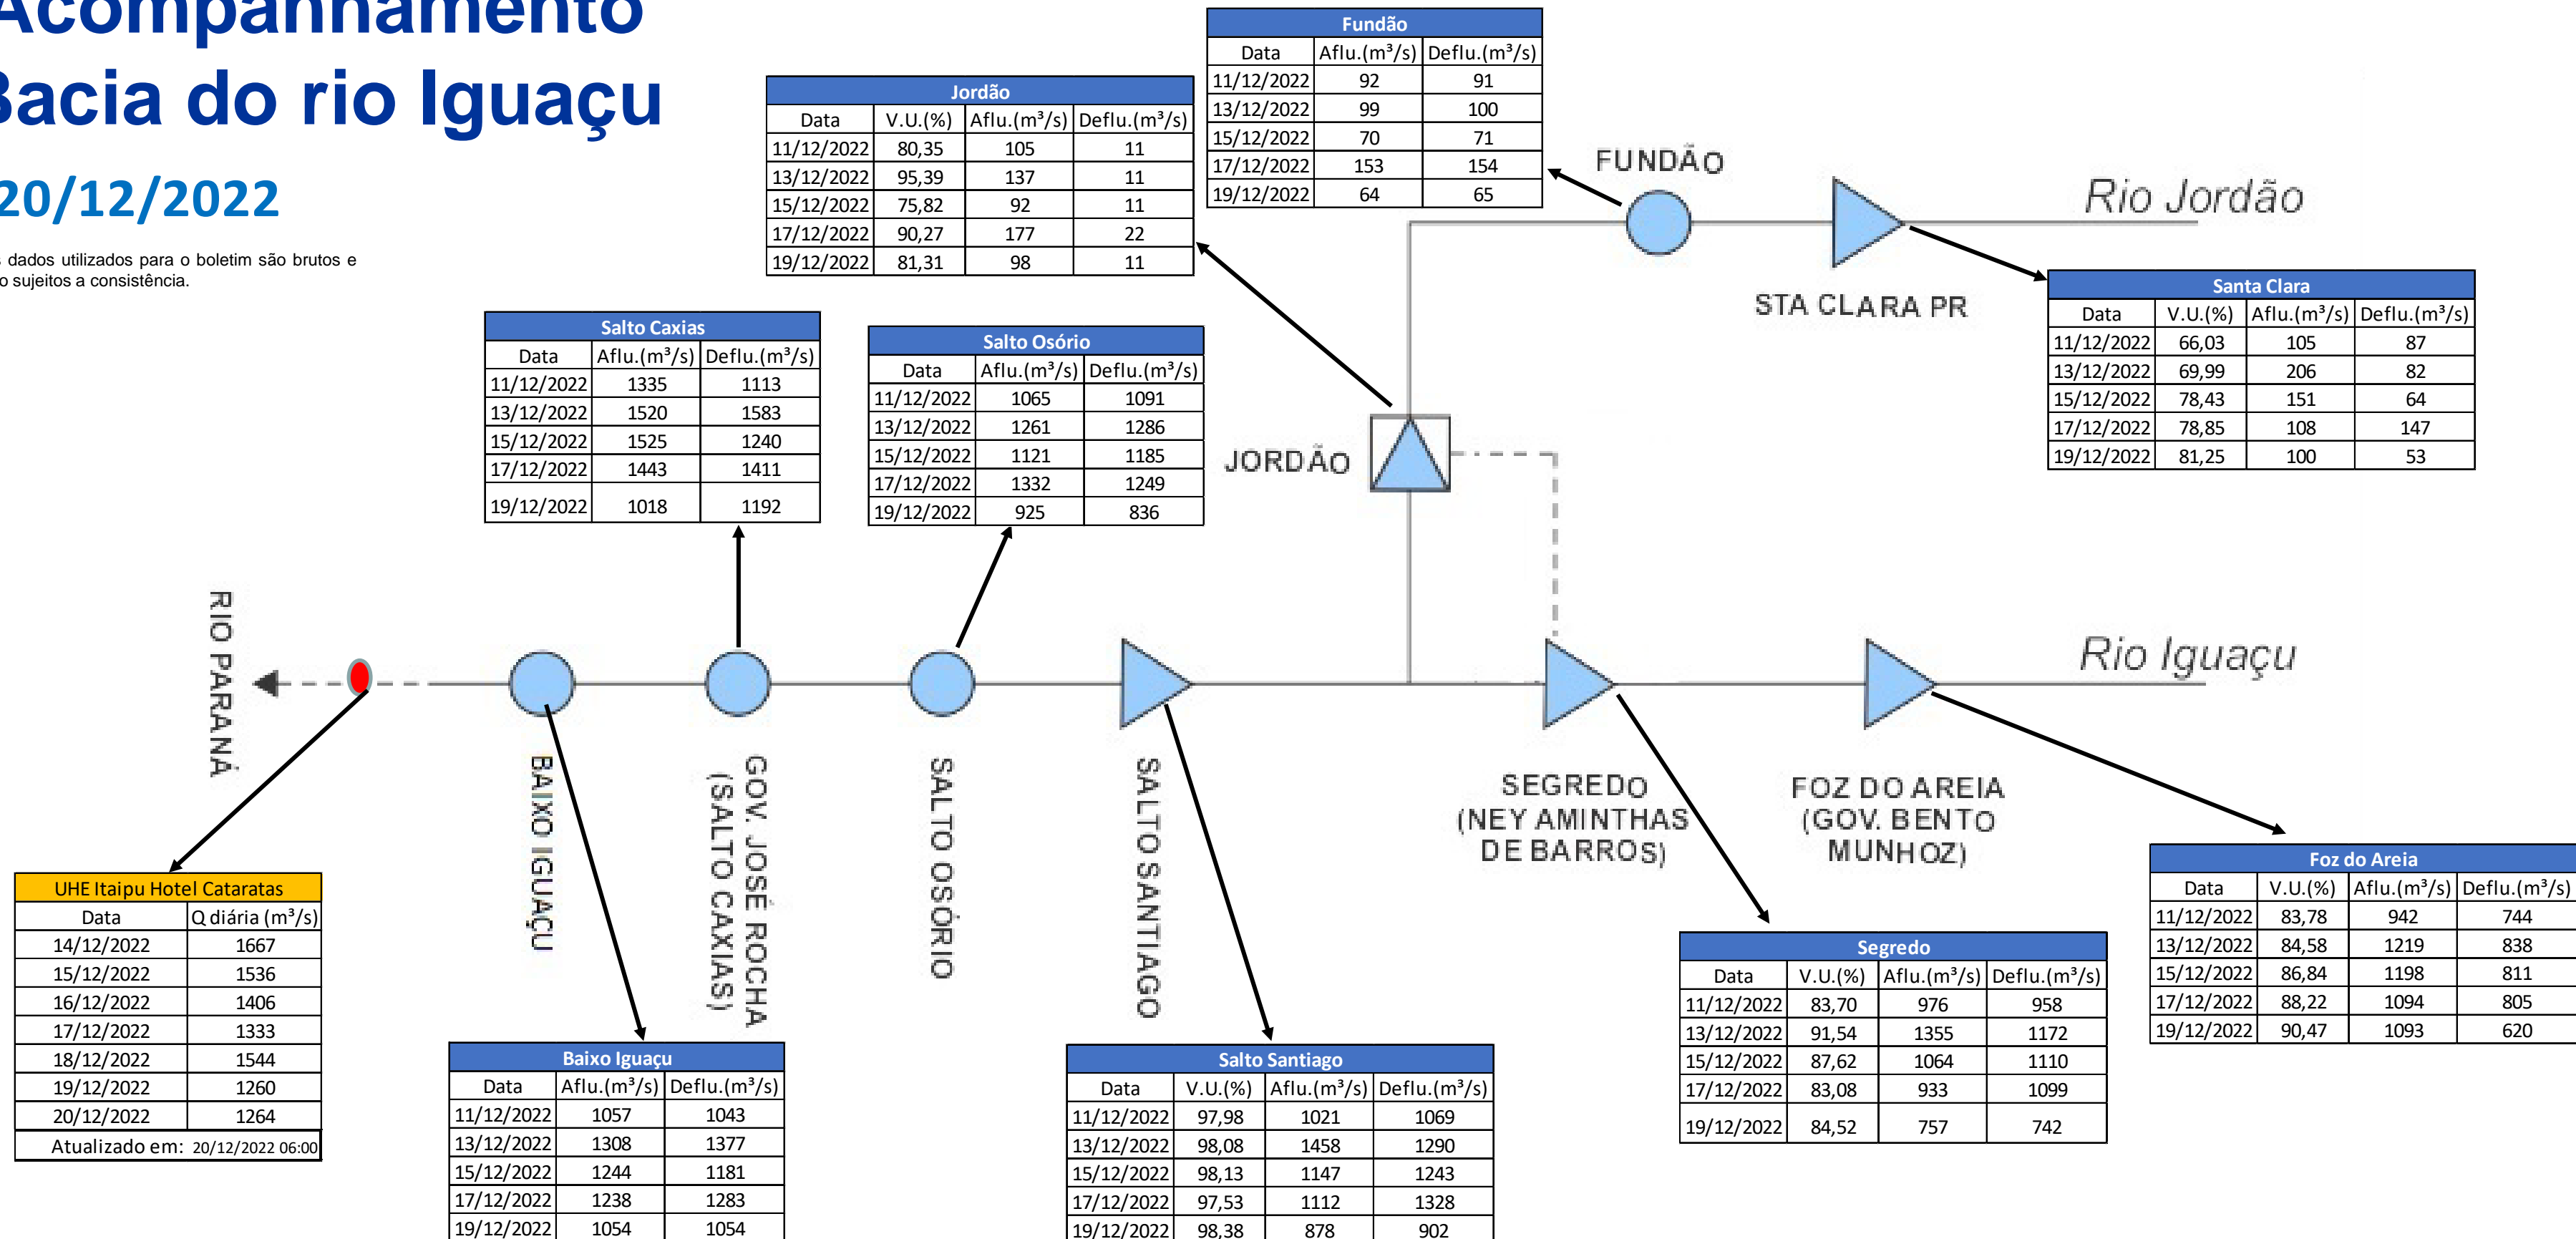 Acompanhamento
Bacia do rio Iguaçu
20/12/2022
s dados utilizados para o boletim são brutos e
o sujeitos a consistência.
Fundão
Data Aflu.(m³/s) Deflu.(m³/s)
11/12/2022 92 91
13/12/2022 99 100
15/12/2022 70 71
17/12/2022 153 154
19/12/2022 64 65
Jordão
Data V.U.(%) Aflu.(m³/s) Deflu.(m³/s)
11/12/2022 80,35 105 11
13/12/2022 95,39 137 11
15/12/2022 75,82 92 11
17/12/2022 90,27 177 22
19/12/2022 81,31 98 11
FUNDÃO
Rio Jordão
STA CLARA PR
Santa Clara
Data V.U.(%) Aflu.(m³/s) Deflu.(m³/s)
11/12/2022 66,03 105 87
13/12/2022 69,99 206 82
15/12/2022 78,43 151 64
17/12/2022 78,85 108 147
19/12/2022 81,25 100 53
Salto Caxias
Data Aflu.(m³/s) Deflu.(m³/s)
11/12/2022 1335 1113
13/12/2022 1520 1583
15/12/2022 1525 1240
17/12/2022 1443 1411
19/12/2022 1018 1192
Salto Osório
Data Aflu.(m³/s) Deflu.(m³/s)
11/12/2022 1065 1091
13/12/2022 1261 1286
15/12/2022 1121 1185
17/12/2022 1332 1249
19/12/2022 925 836
JORDÃO
RIO PARANÁ
Rio Iguaçu
BAIXO IGUAÇU
GOV. JOSÉ ROCHA
(SALTO CAXIAS)
SALTO OSÓRIO
SALTO SANTIAGO
SEGREDO
(NEY AMINTHAS
DE BARROS)
FOZ DO AREIA
(GOV. BENTO
MUNHOZ)
UHE Itaipu Hotel Cataratas
Data Q diária (m³/s)
14/12/2022 1667
15/12/2022 1536
16/12/2022 1406
17/12/2022 1333
18/12/2022 1544
19/12/2022 1260
20/12/2022 1264
Atualizado em: 20/12/2022 06:00
Baixo Iguaçu
Data Aflu.(m³/s) Deflu.(m³/s)
11/12/2022 1057 1043
13/12/2022 1308 1377
15/12/2022 1244 1181
17/12/2022 1238 1283
19/12/2022 1054 1054
Salto Santiago
Data V.U.(%) Aflu.(m³/s) Deflu.(m³/s)
11/12/2022 97,98 1021 1069
13/12/2022 98,08 1458 1290
15/12/2022 98,13 1147 1243
17/12/2022 97,53 1112 1328
19/12/2022 98,38 878 902
Segredo
Data V.U.(%) Aflu.(m³/s) Deflu.(m³/s)
11/12/2022 83,70 976 958
13/12/2022 91,54 1355 1172
15/12/2022 87,62 1064 1110
17/12/2022 83,08 933 1099
19/12/2022 84,52 757 742
Foz do Areia
Data V.U.(%) Aflu.(m³/s) Deflu.(m³/s)
11/12/2022 83,78 942 744
13/12/2022 84,58 1219 838
15/12/2022 86,84 1198 811
17/12/2022 88,22 1094 805
19/12/2022 90,47 1093 620